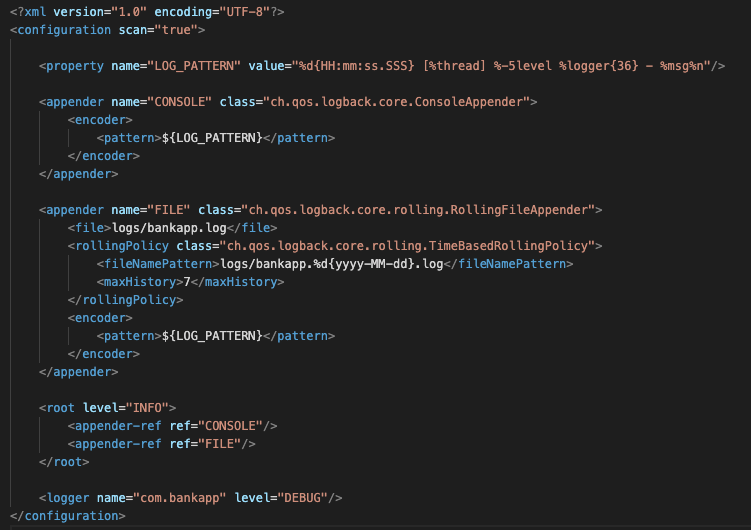 <?xml version="1.0" encoding="UTF-8"?>
<configuration scan="true">
<property name="LOG_PATTERN" value="%d{HH:mm:ss.SSS} [%thread] %-5level %logger{36} - %msg%n"/>
<appender name="CONSOLE" class="ch.qos.logback.core.ConsoleAppender">
<encoder>
<pattern>${LOG_PATTERN}</pattern>
</encoder>
</appender>
<appender name="FILE" class="ch.qos.logback.core.rolling.RollingFileAppender">
<file>logs/bankapp.log</file>
<rollingPolicy class="ch.qos.logback.core.rolling.TimeBasedRollingPolicy">
<fileNamePattern>logs/bankapp.%d{yyyy-MM-dd}.log</fileNamePattern>
<maxHistory>7</maxHistory>
</rollingPolicy>
<encoder>
<pattern>${LOG_PATTERN}</pattern>
</encoder>
</appender>
<root level="INFO">
<appender-ref ref="CONSOLE"/>
<appender-ref ref="FILE"/>
</root>
<logger name="com.bankapp" level="DEBUG"/>
</configuration>